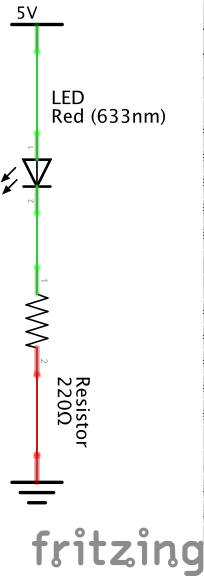 5V
LED
Red (633nm)
1
2
1
2
Resistor
220Ω
fritzing